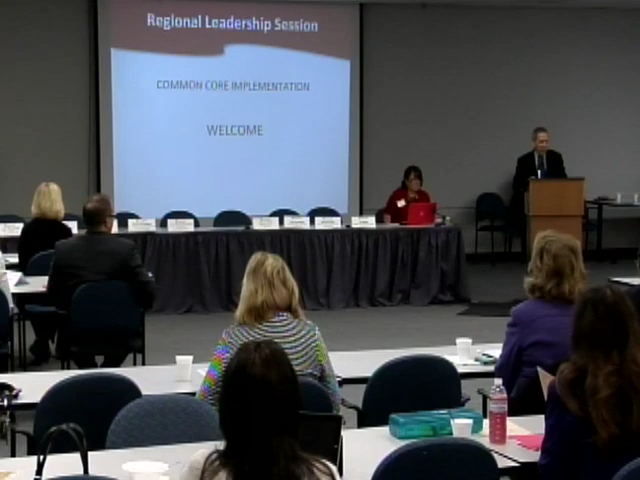 Regional Leadership Session
COMMON CORE IMPLEMENTATION
WELCOME